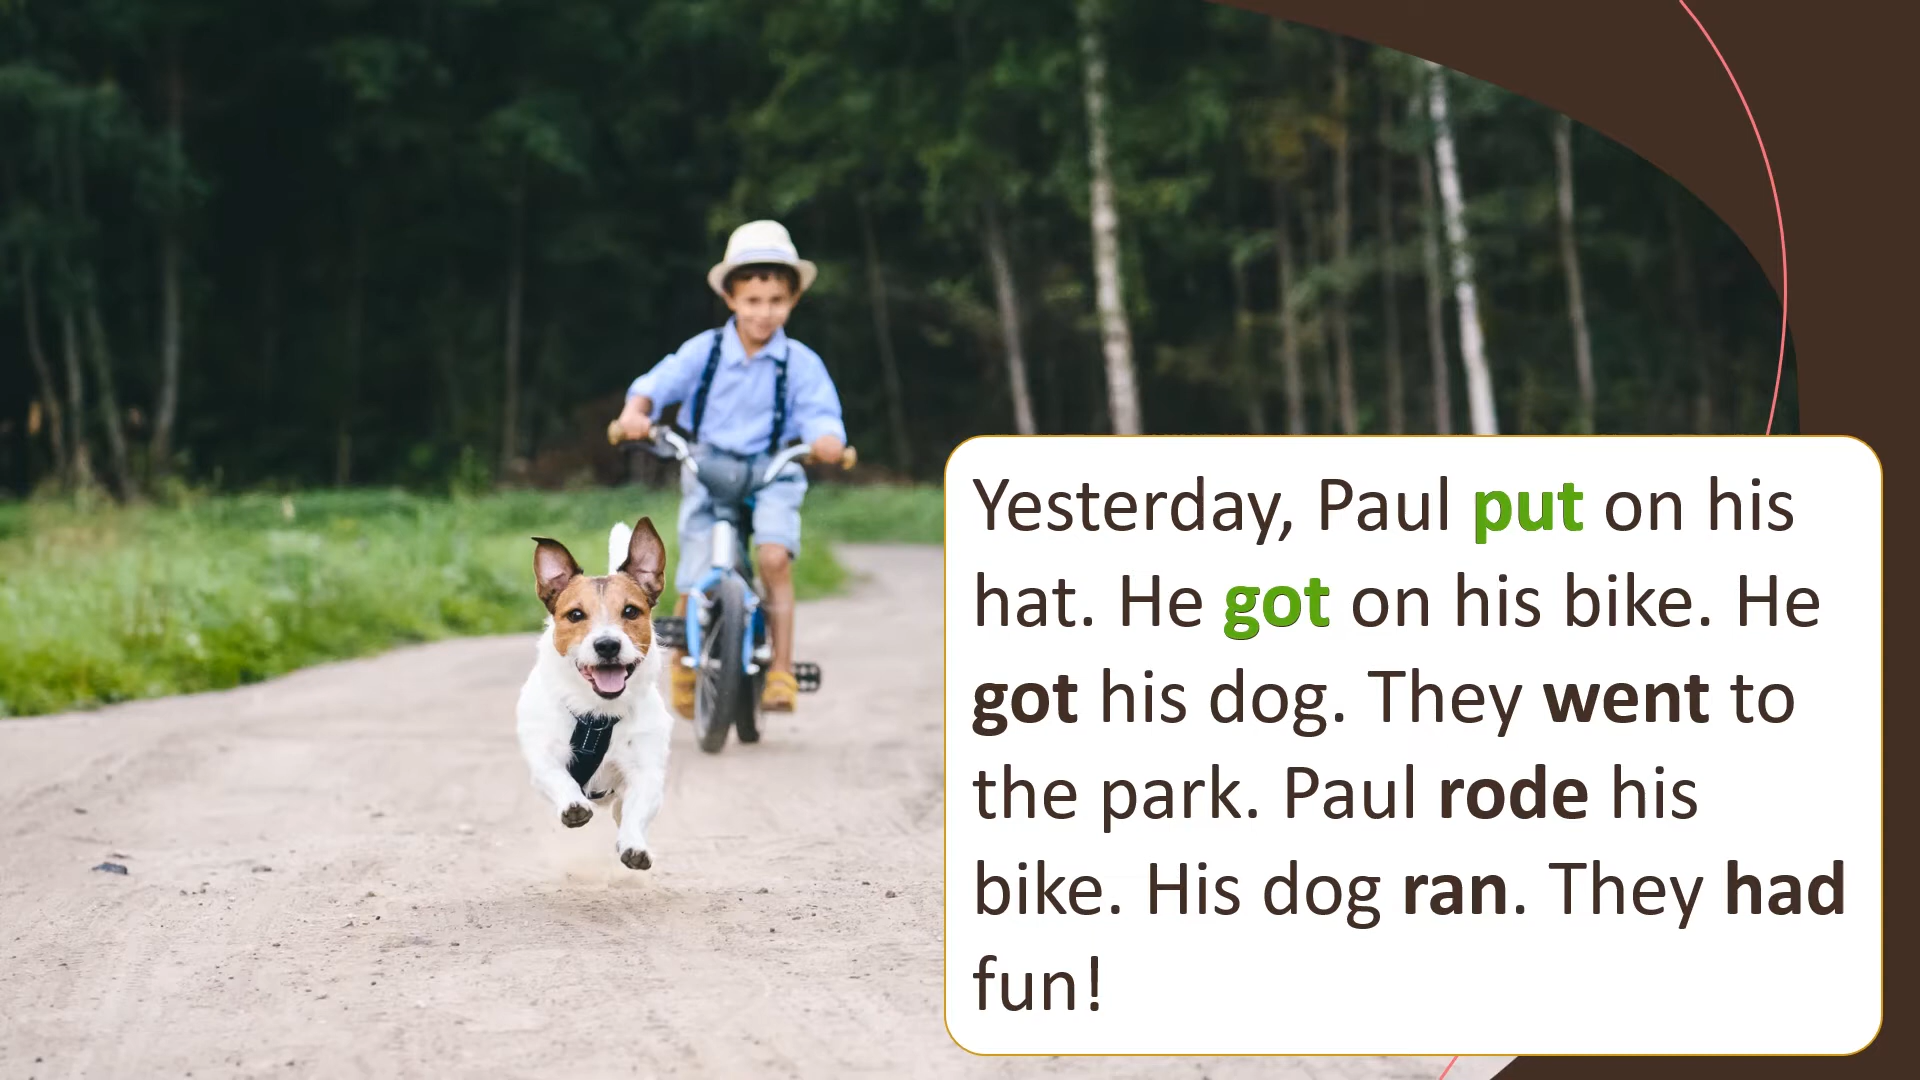 Yesterday, Paul put on his
hat. He got on his bike. He
got his dog. They went to
the park. Paul rode his
bike. His dog ran. They had
fun!